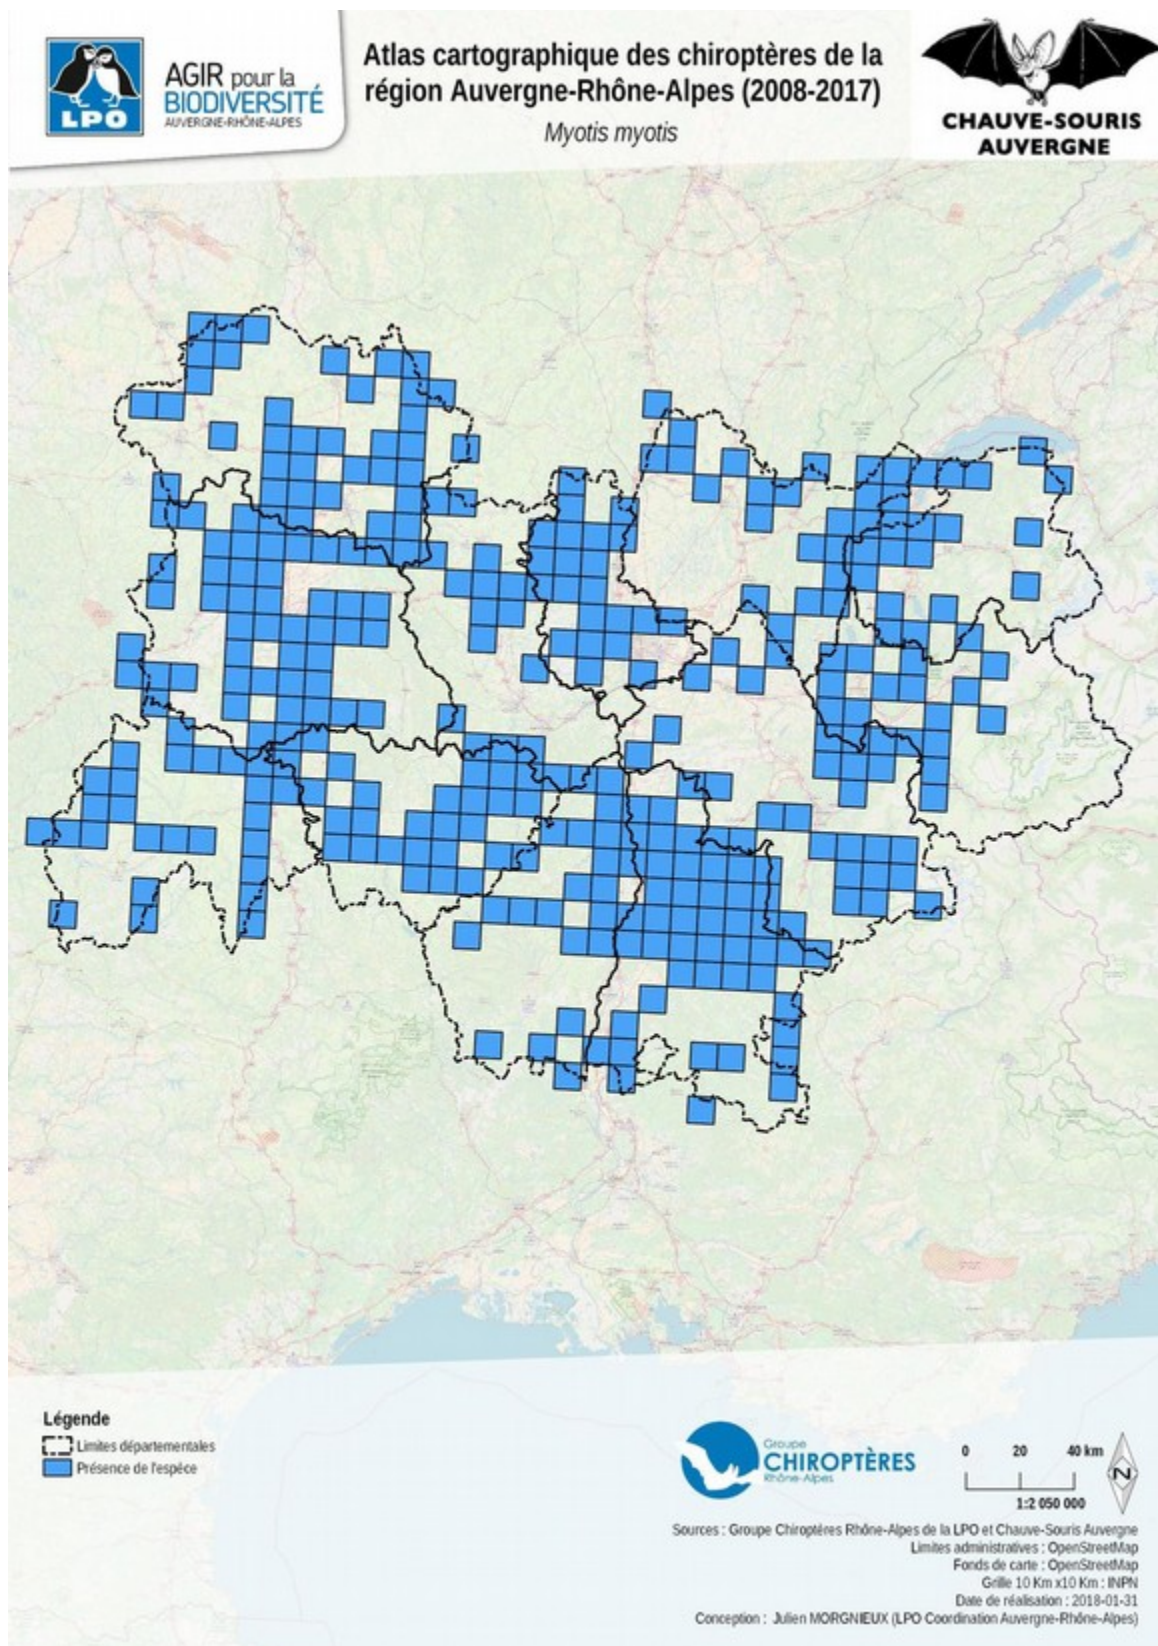 LPO
AGIR pour la
BIODIVERSITÉ
AUVERGNE-RHÔNE-ALPES
Atlas cartographique des chiroptères de la
région Auvergne-Rhône-Alpes (2008-2017)
Myotis myotis
CHAUVE-SOURIS
AUVERGNE
Légende
Limites départementales
Présence de l'espéce
Groupe
CHIROPTÈRES
Rhône-Alpes
0 20 40 km
1:2 050 000
N
Sources : Groupe Chiroptères Rhône-Alpes de la LPO et Chauve-Souris Auvergne
Limites administratives : OpenStreetMap
Fonds de carte : OpenStreetMap
Grille 10 Km x10 Km : INPN
Date de réalisation : 2018-01-31
Conception : Julien MORGNIEUX (LPO Coordination Auvergne-Rhône-Alpes)